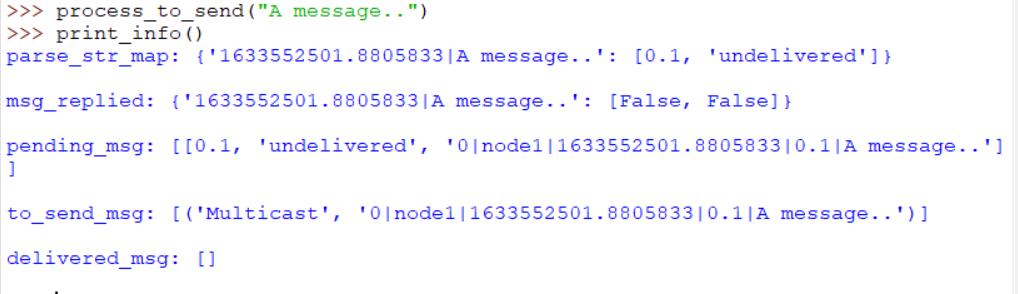 >>> process_to_send("A message..")
>>> print_info()
parse_str_map: {'1633552501.8805833|A message..': [0.1, 'undelivered']}
msg_replied: {'1633552501.8805833|A message..': [False, False]}
pending_msg: [[0.1, 'undelivered', '0|node1|1633552501.8805833|0.1|A message..']
]
to_send_msg: [('Multicast', '0|node1|1633552501.8805833|0.1|A message..')]
delivered_msg: []